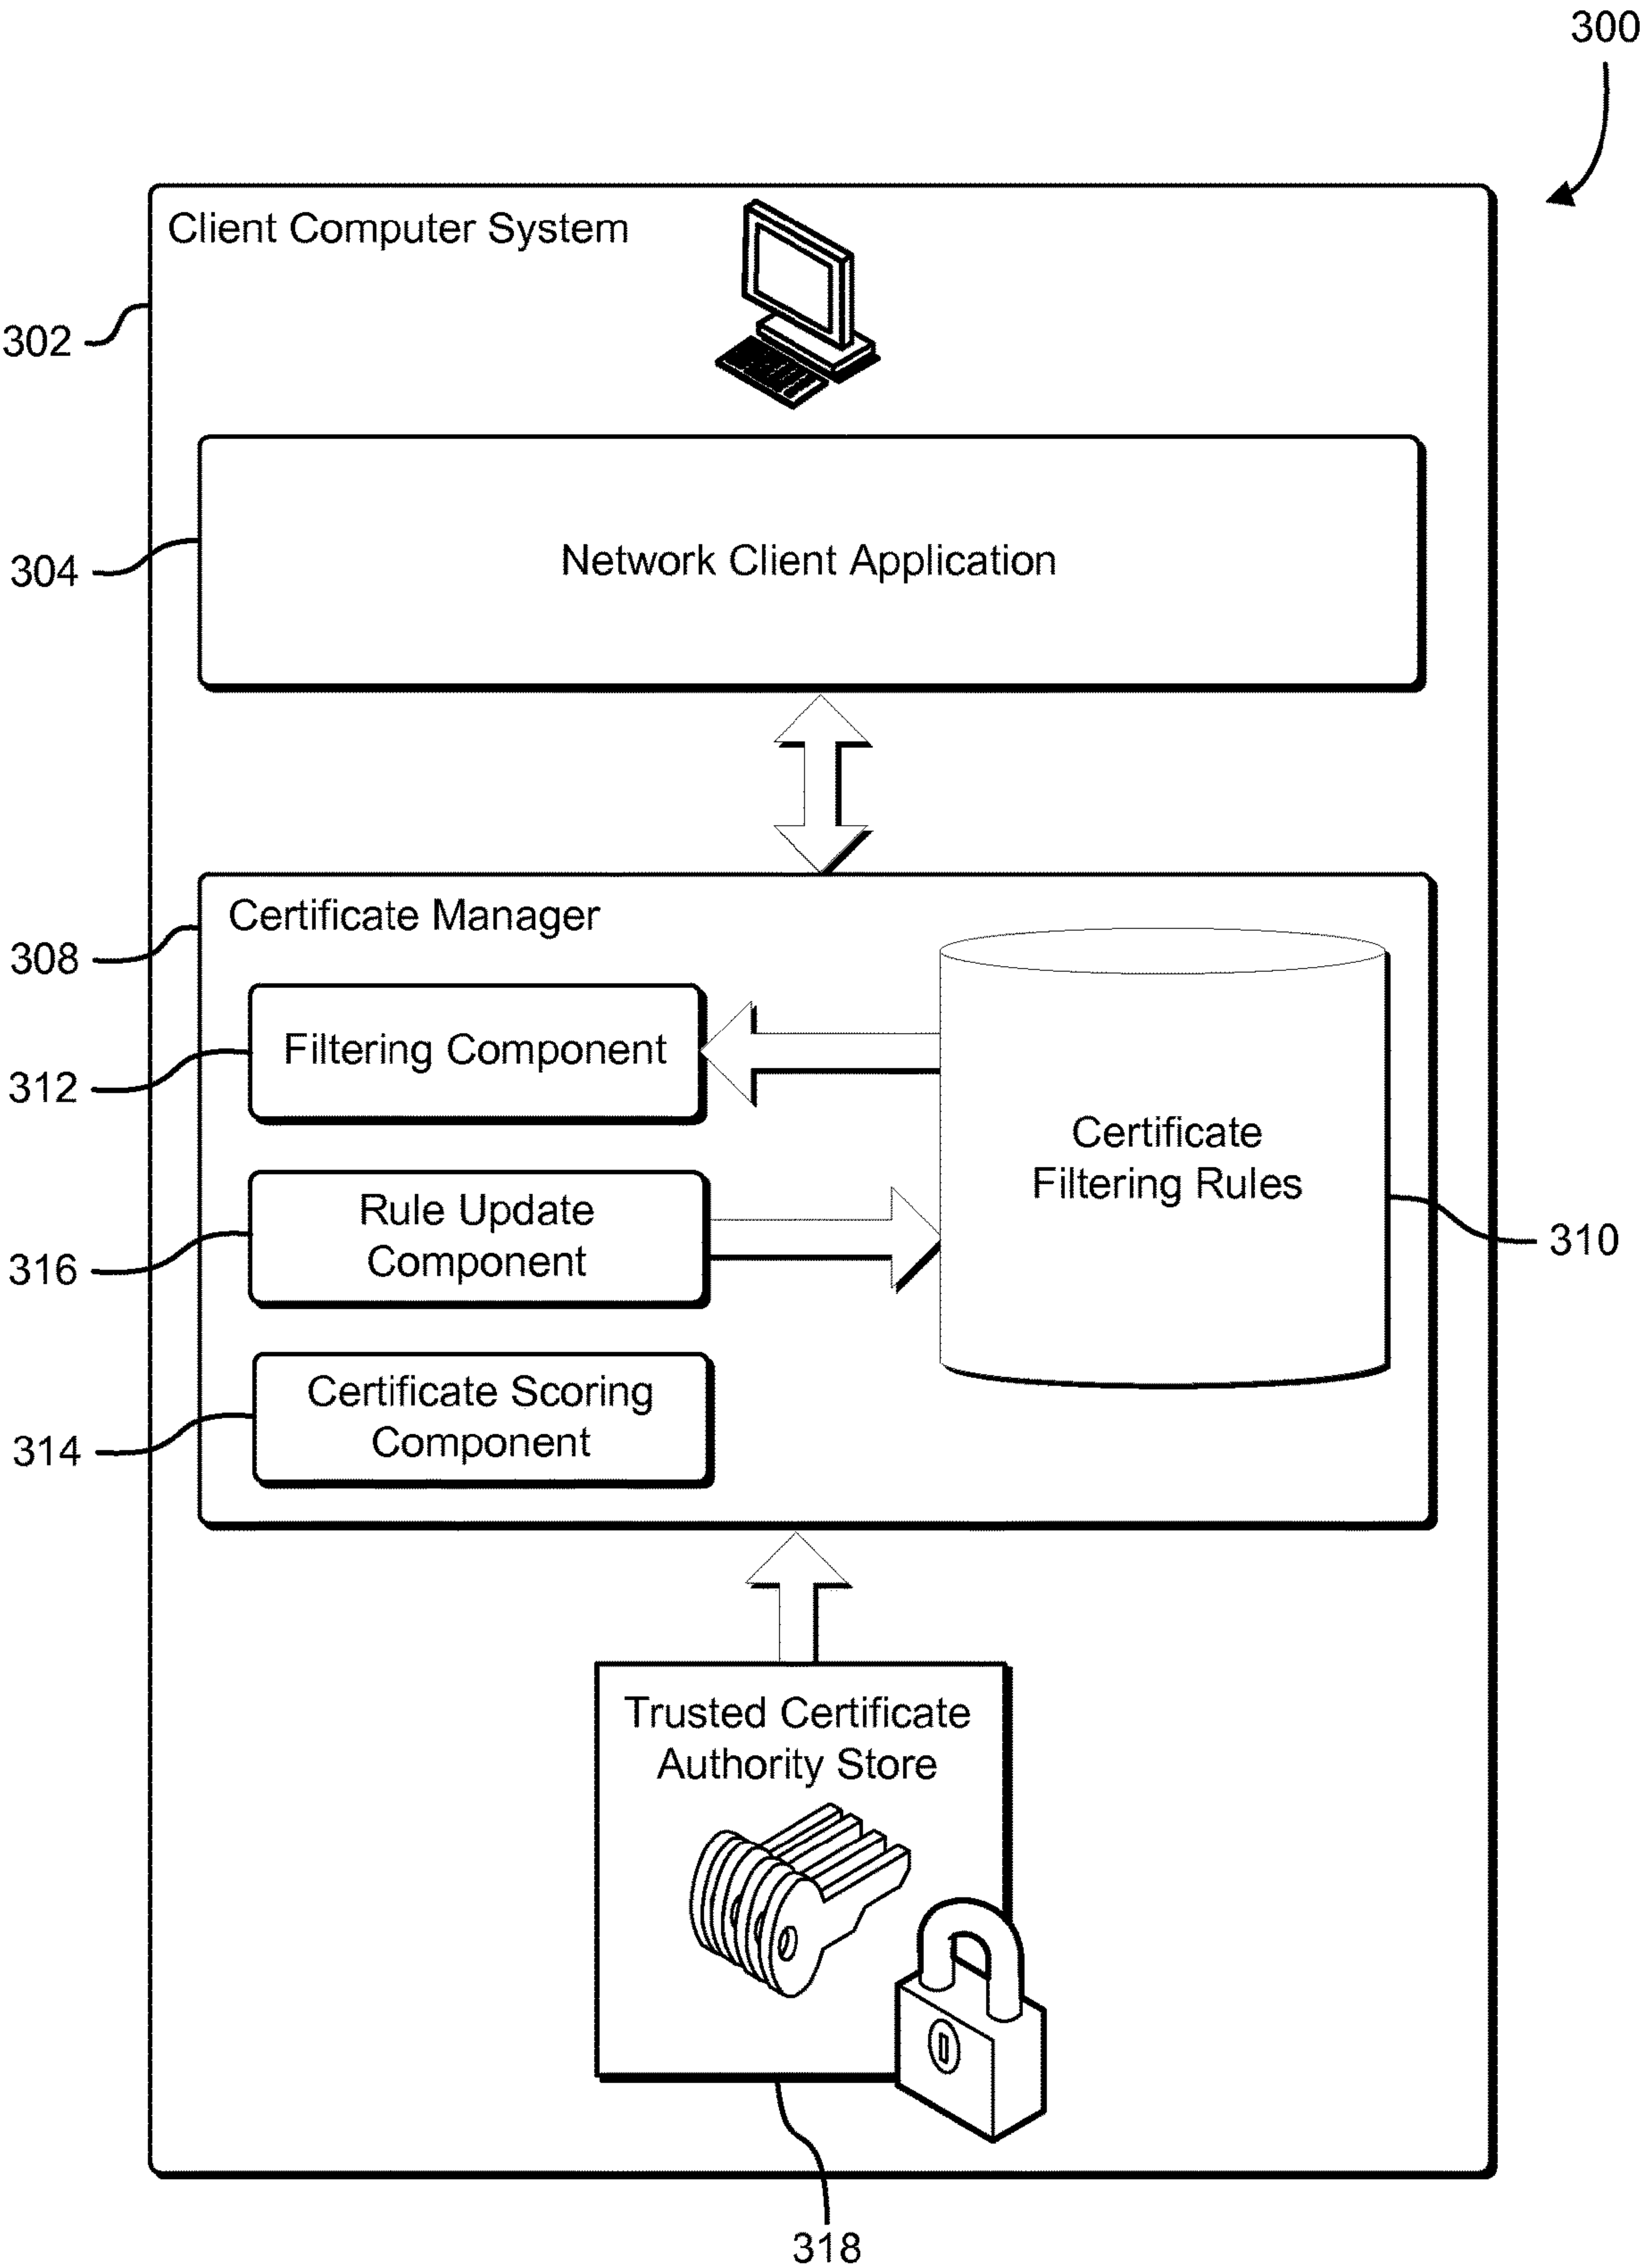 300
Client Computer System
302
304
Network Client Application
Certificate Manager
308
Filtering Component
312
Certificate
Filtering Rules
Rule Update
Component
316
310
Certificate Scoring
Component
314
Trusted Certificate
Authority Store
318